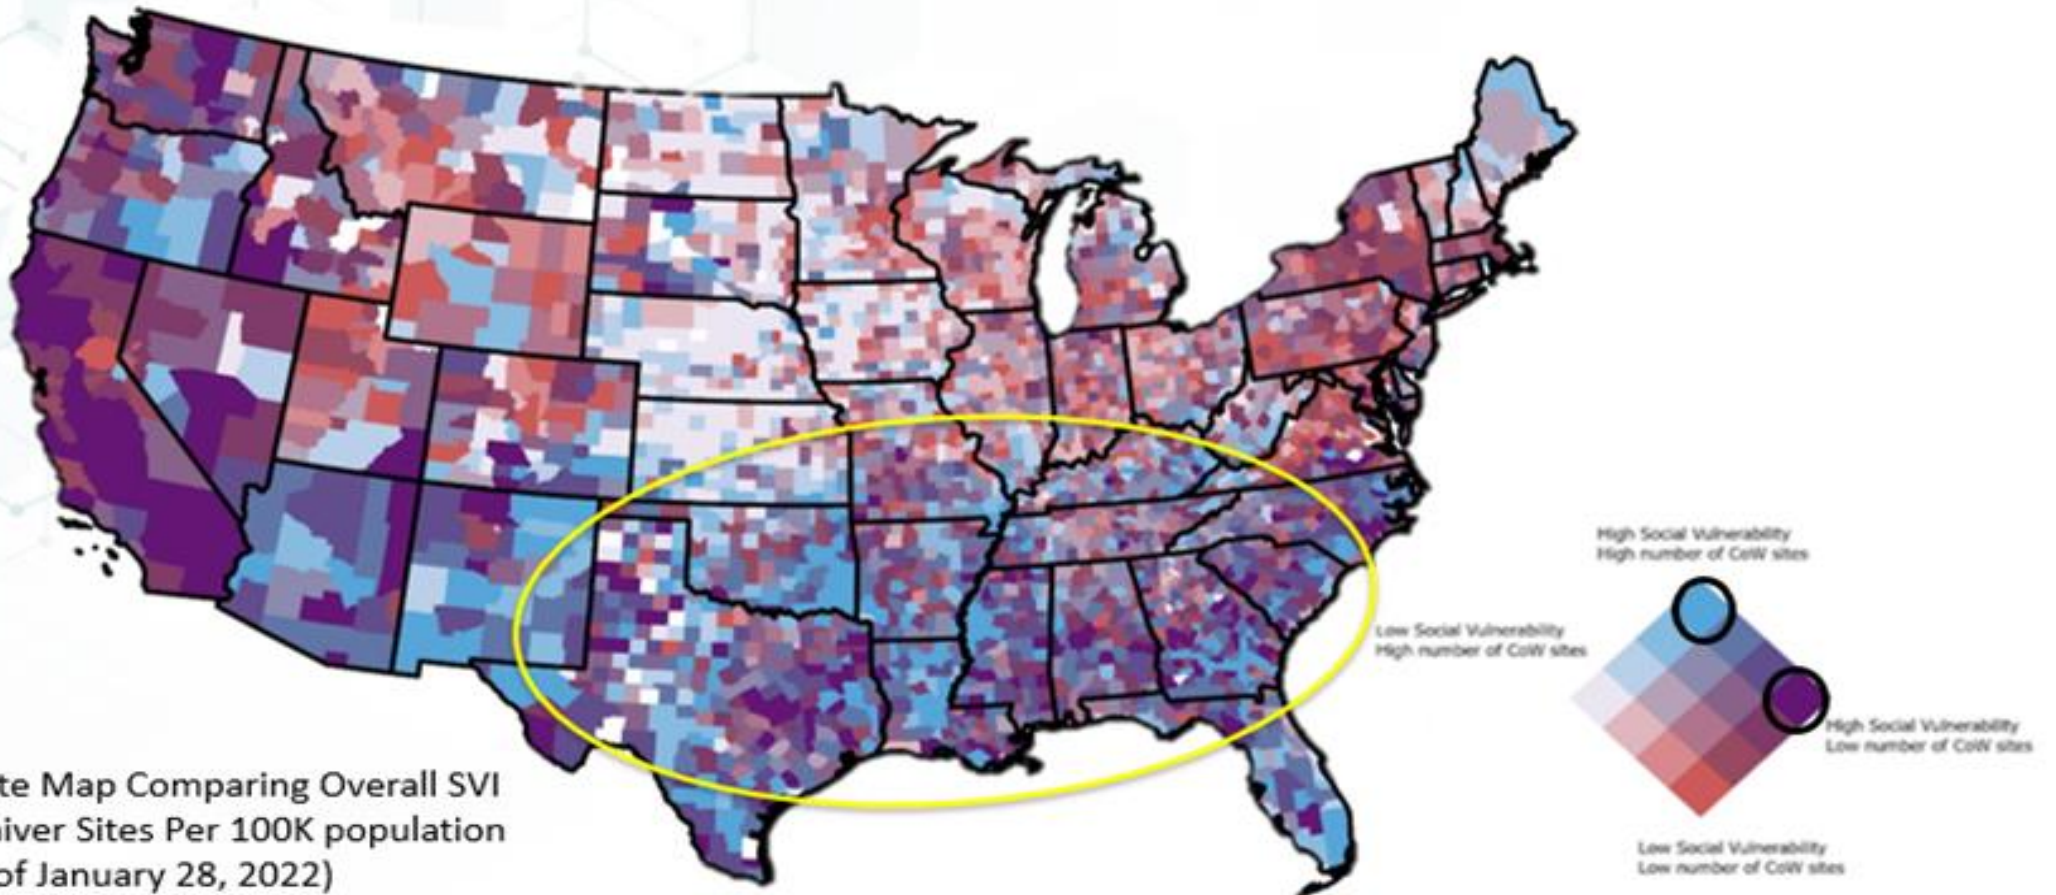 High Social Vulnerability
High number of CoW sites
Low Social Vulnerability
High number of CoW sites
High Social Vulnerability
Low number of CoW sites
te Map Comparing Overall SVI
iver Sites Per 100K population
of January 28, 2022)
Low Social Vulnerability
Low number of CoW sites